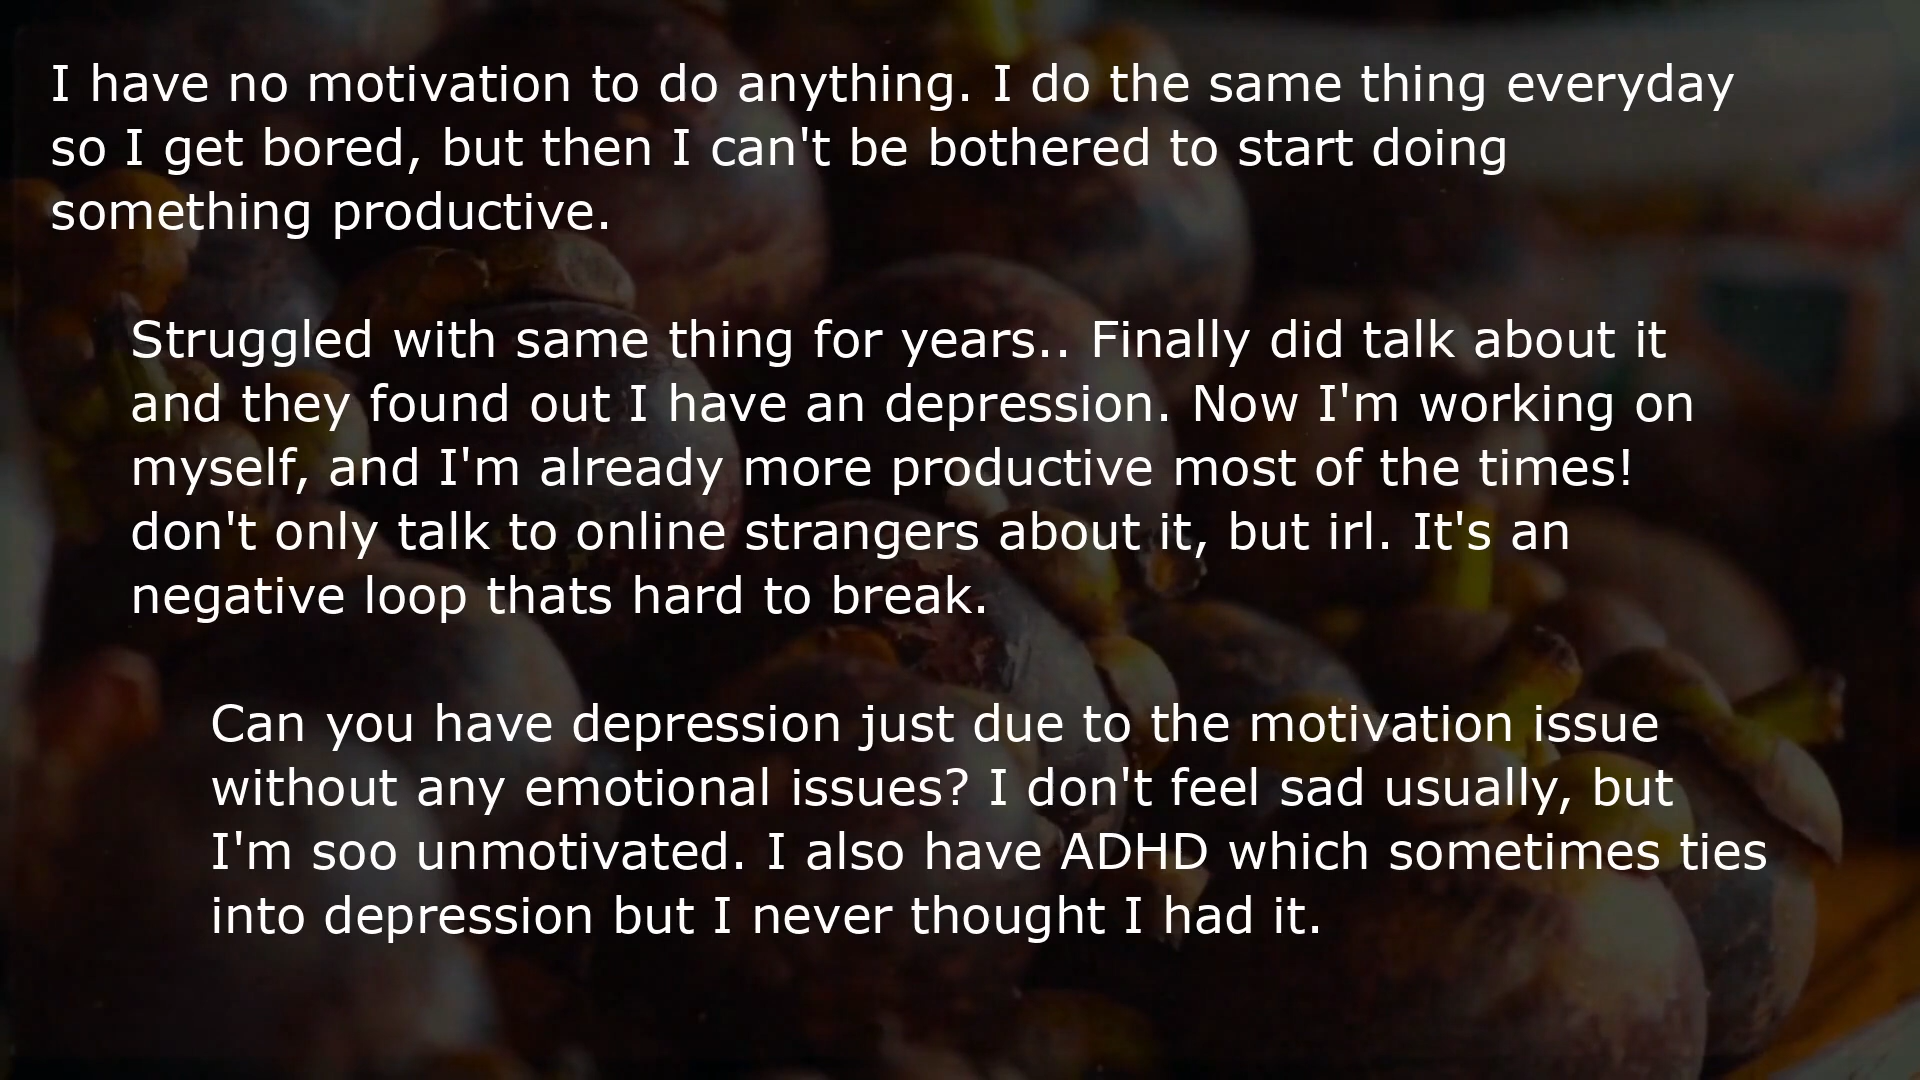 I have no motivation to do anything. I do the same thing everyday
so I get bored, but then I can't be bothered to start doing
something productive.
Struggled with same thing for years.. Finally did talk about it
and they found out I have an depression. Now I'm working on
myself, and I'm already more productive most of the times!
don't only talk to online strangers about it, but irl. It's an
negative loop thats hard to break.
Can you have depression just due to the motivation issue
without any emotional issues? I don't feel sad usually, but
I'm soo unmotivated. I also have ADHD which sometimes ties
into depression but I never thought I had it.